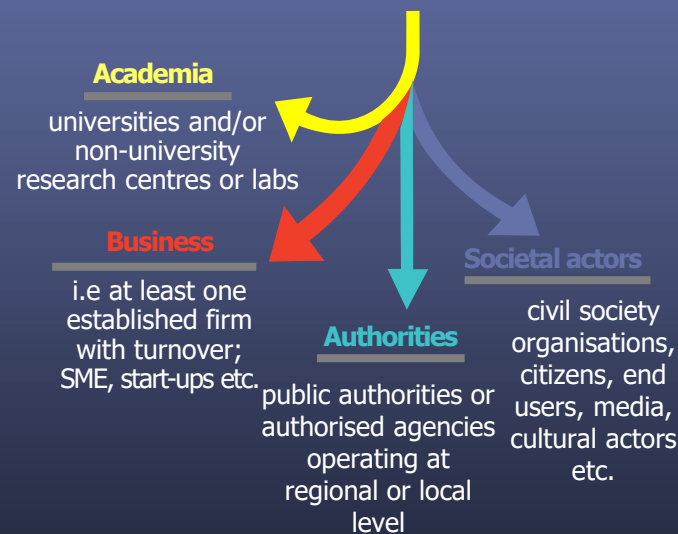 Academia
universities and/or
non-university
research centres or labs
Business
i.e at least one
established firm
with turnover;
SME, start-ups etc.
Authorities
public authorities or
authorised agencies
operating at
regional or local
level
Societal actors
civil society
organisations,
citizens, end
users, media,
cultural actors
etc.